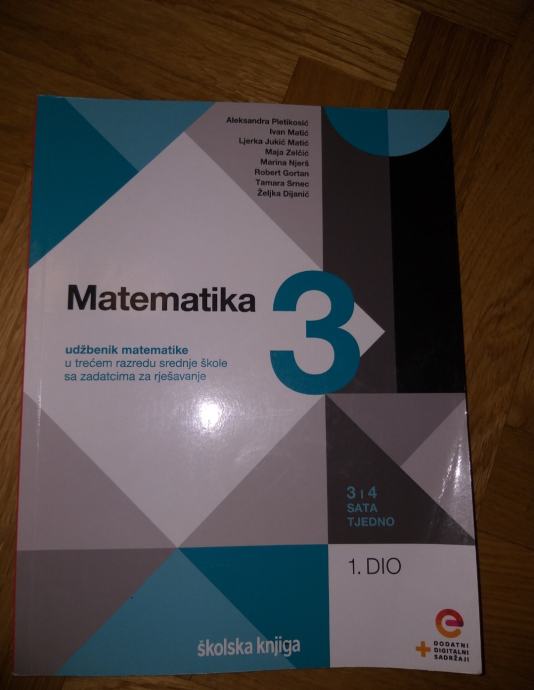 Aleksandra Pletikosić
Ivan Matić
Ljerka Jukić Matić
Maja Zelčić
Marina Njerš
Robert Gortan
Tamara Srnec
Željka Dijanić
Matematika 3
udžbenik matematike
u trećem razredu srednje škole
sa zadatcima za rješavanje
3 I 4
SATA
TJEDNO
1. DIO
školska knjiga
e
+ DODATNI
DIGITALNI
SADRŽAJI